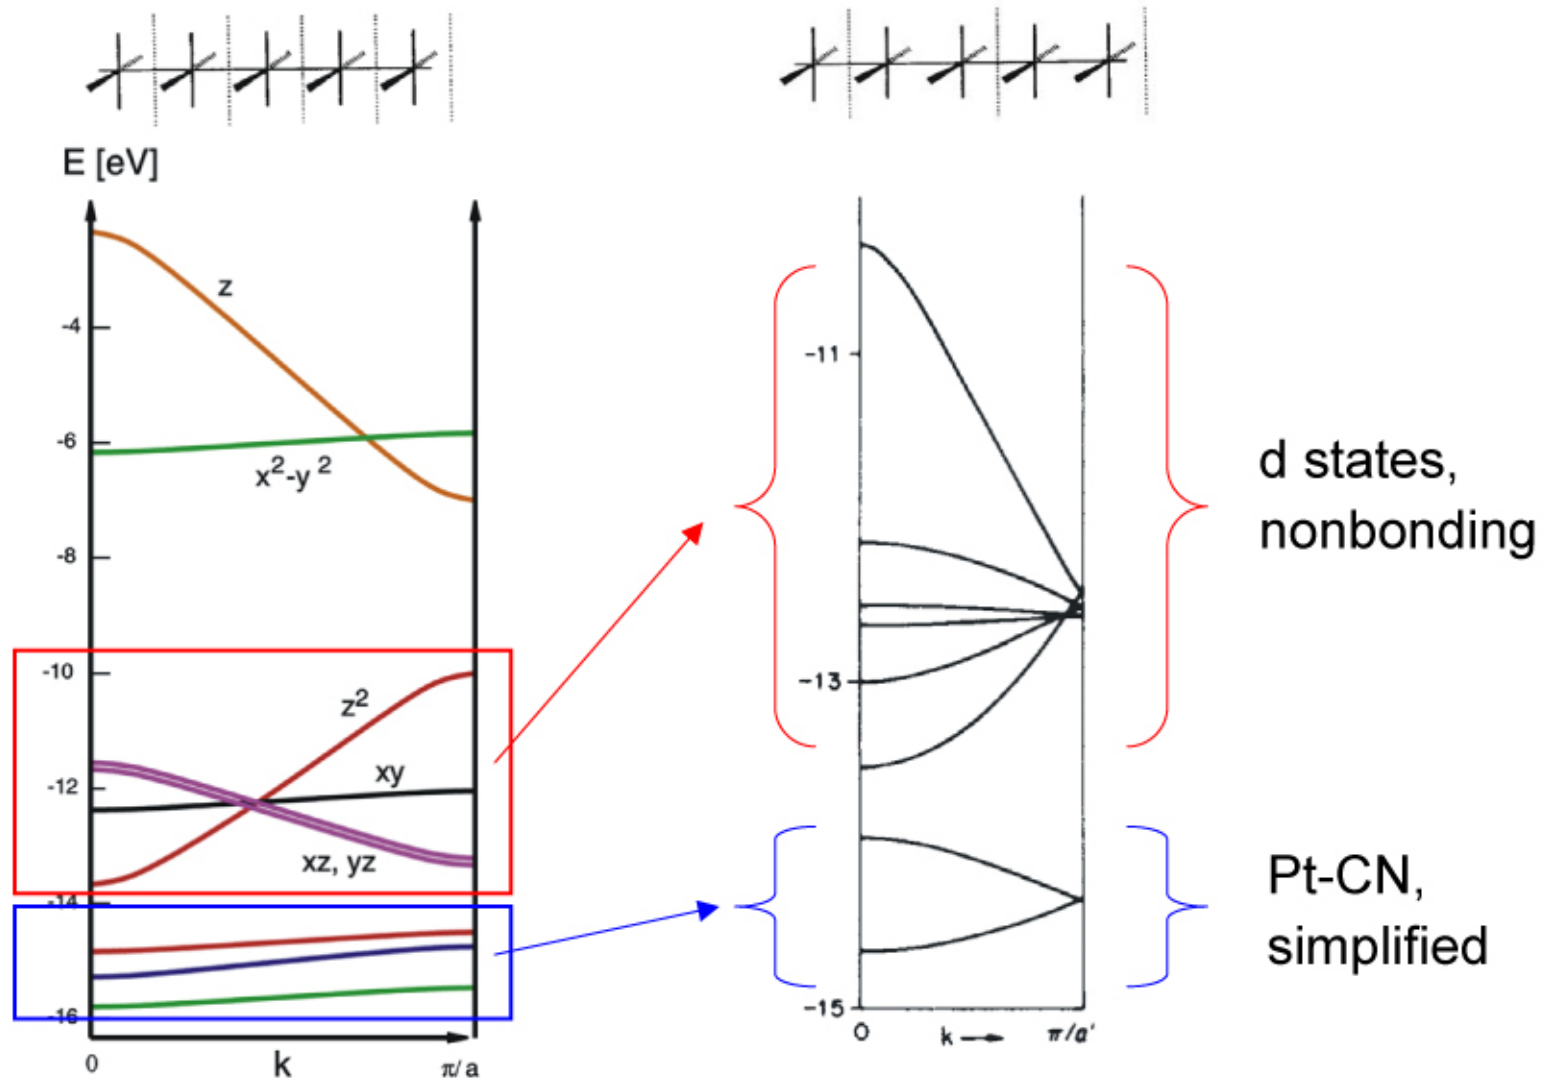 E [eV]
z
-4
-6
x²-y ²
-8
-10
z²
xy
-12
xz, yz
-14
-16
0
k
π/a
-11
-13
-15
0
k
π/a'
d states,
nonbonding
Pt-CN,
simplified